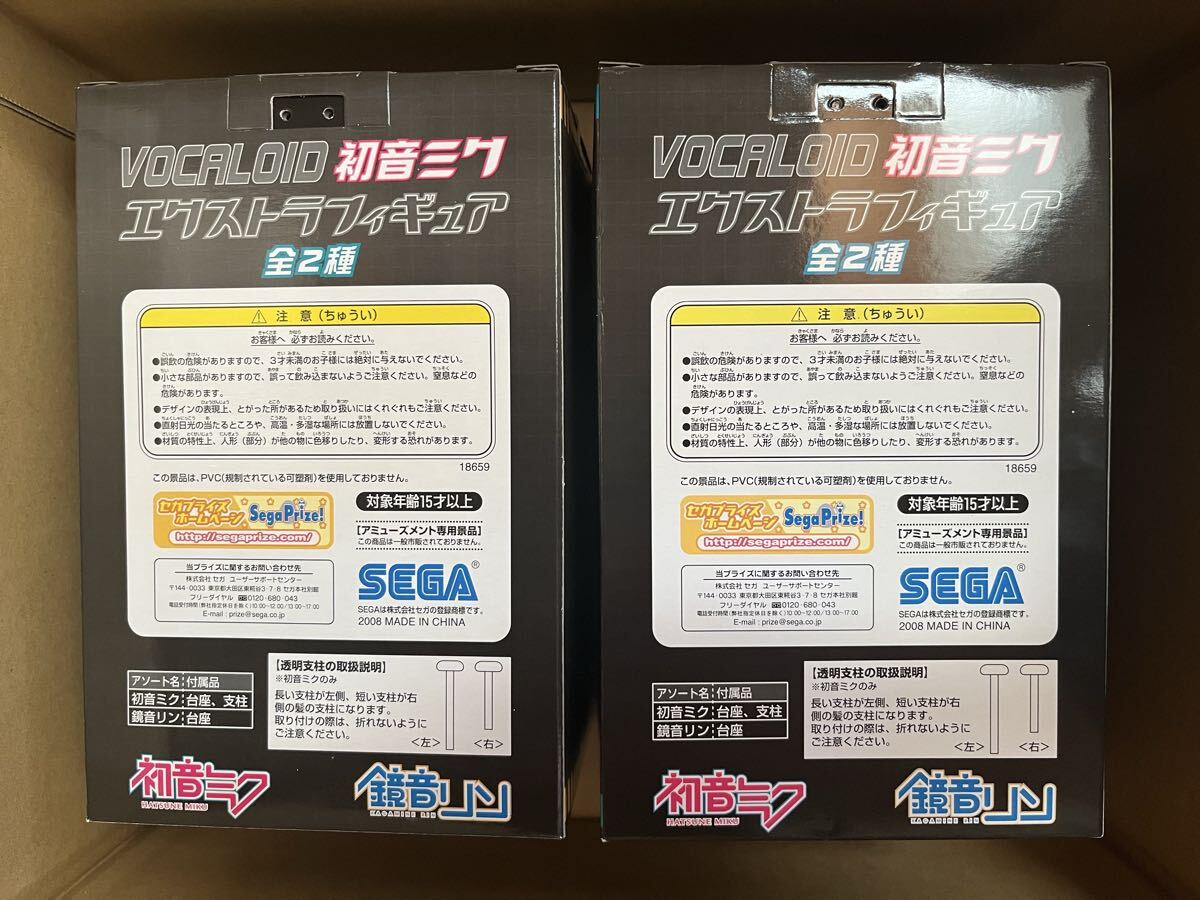 VOCALOID 初音ミク
エクストラフィギュア
全2種
⚠ 注 意 (ちゅうい)
お客様へ 必ずお読みください。
●誤飲の危険がありますので、3才未満のお子様には絶対に与えないでください。
●小さな部品がありますので、誤って飲み込まないようご注意ください。窒息などの
危険があります。
●デザインの表現上、とがった所があるため取り扱いにはくれぐれもご注意ください。
●直射日光の当たるところや、高温・多湿な場所には放置しないでください。
●材質の特性上、人形（部分）が他の物に色移りしたり、変形する恐れがあります。
18659
この景品は、PVC(規制されている可塑剤)を使用しておりません。
セガプライズ
ホームページ
SegaPrize!
http://segaprize.com/
対象年齢15才以上
【アミューズメント専用景品】
この商品は一般市販されておりません。
当プライズに関するお問い合わせ先
株式会社 セガ ユーザーサポートセンター
〒144-0033 東京都大田区東糀谷3-7-8 セガ本社別館
フリーダイヤル 0120-680-043
電話受付時間(弊社指定休日を除く)10:00~12:00/13:00~17:00
E-mail : prize@sega.co.jp
SEGA®
SEGAは株式会社セガの登録商標です。
2008 MADE IN CHINA
アソート名 付属品
初音ミク 台座、支柱
鏡音リン 台座
【透明支柱の取扱説明】
※初音ミクのみ
長い支柱が左側、短い支柱が右
側の髪の支柱になります。
取り付けの際は、折れないように
ご注意ください。
<左> <右>
初音ミク
HATSUNE MIKU
鏡音リン
KAGAMINE RIN
VOCALOID 初音ミク
エクストラフィギュア
全2種
⚠ 注 意 (ちゅうい)
お客様へ 必ずお読みください。
●誤飲の危険がありますので、3才未満のお子様には絶対に与えないでください。
●小さな部品がありますので、誤って飲み込まないようご注意ください。窒息などの
危険があります。
●デザインの表現上、とがった所があるため取り扱いにはくれぐれもご注意ください。
●直射日光の当たるところや、高温・多湿な場所には放置しないでください。
●材質の特性上、人形（部分）が他の物に色移りしたり、変形する恐れがあります。
18659
この景品は、PVC(規制されている可塑剤)を使用しておりません。
セガプライズ
ホームページ
SegaPrize!
http://segaprize.com/
対象年齢15才以上
【アミューズメント専用景品】
この商品は一般市販されておりません。
当プライズに関するお問い合わせ先
株式会社 セガ ユーザーサポートセンター
〒144-0033 東京都大田区東糀谷3-7-8 セガ本社別館
フリーダイヤル 0120-680-043
電話受付時間(弊社指定休日を除く)10:00~12:00/13:00~17:00
E-mail : prize@sega.co.jp
SEGA®
SEGAは株式会社セガの登録商標です。
2008 MADE IN CHINA
アソート名 付属品
初音ミク 台座、支柱
鏡音リン 台座
【透明支柱の取扱説明】
※初音ミクのみ
長い支柱が左側、短い支柱が右
側の髪の支柱になります。
取り付けの際は、折れないように
ご注意ください。
<左> <右>
初音ミク
HATSUNE MIKU
鏡音リン
KAGAMINE RIN